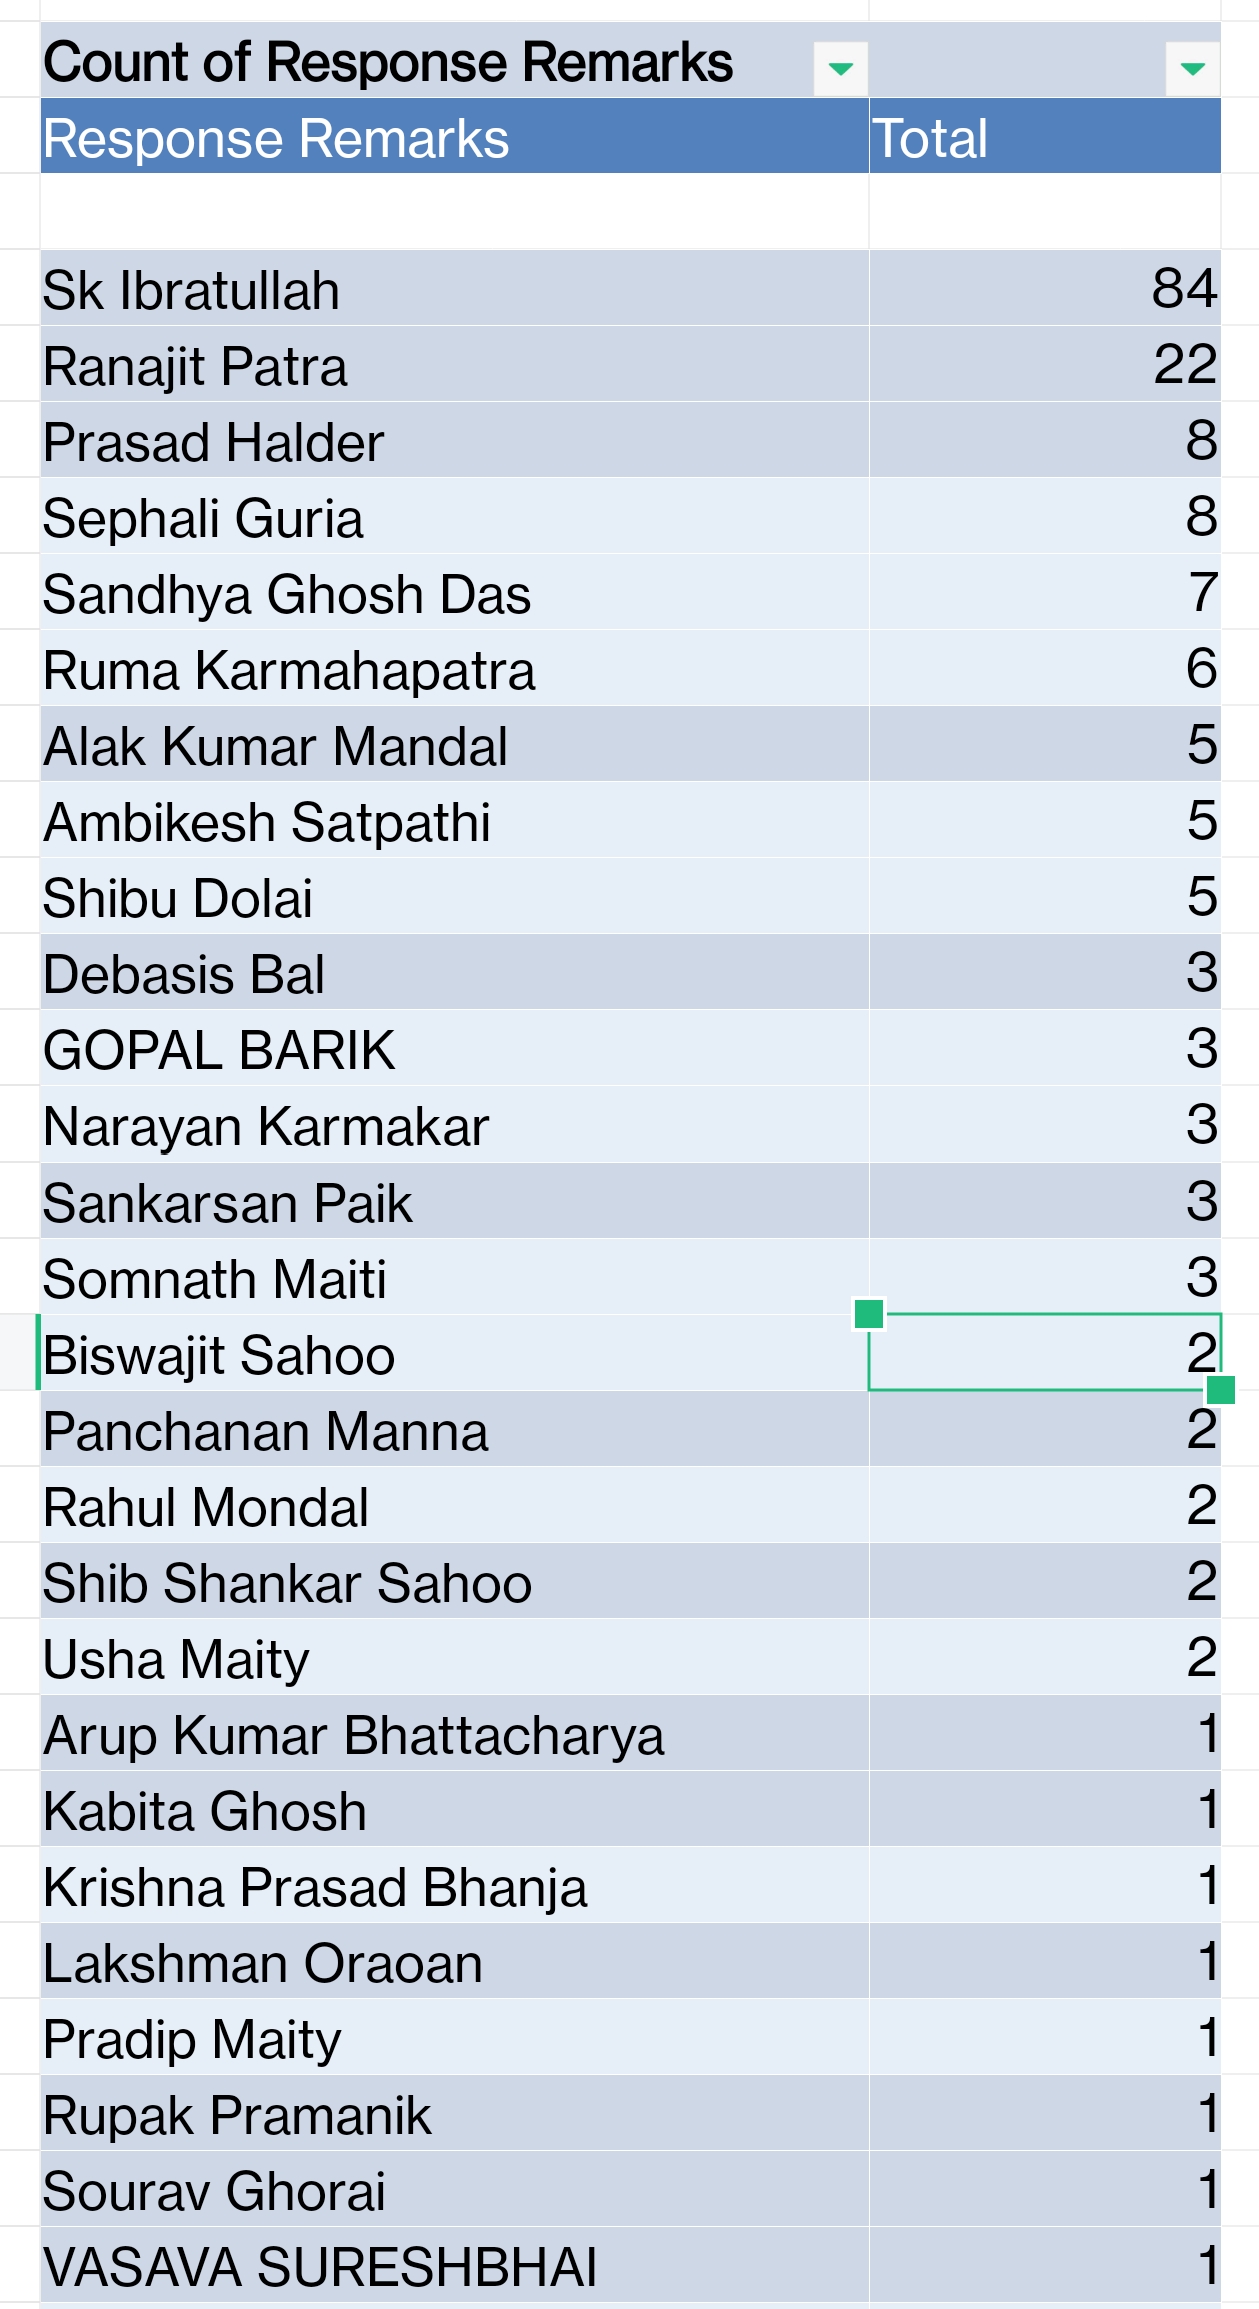 Count of Response Remarks
Response Remarks Total
Sk Ibratullah 84
Ranajit Patra 22
Prasad Halder 8
Sephali Guria 8
Sandhya Ghosh Das 7
Ruma Karmahapatra 6
Alak Kumar Mandal 5
Ambikesh Satpathi 5
Shibu Dolai 5
Debasis Bal 3
GOPAL BARIK 3
Narayan Karmakar 3
Sankarsan Paik 3
Somnath Maiti 3
Biswajit Sahoo 2
Panchanan Manna 2
Rahul Mondal 2
Shib Shankar Sahoo 2
Usha Maity 2
Arup Kumar Bhattacharya 1
Kabita Ghosh 1
Krishna Prasad Bhanja 1
Lakshman Oraoan 1
Pradip Maity 1
Rupak Pramanik 1
Sourav Ghorai 1
VASAVA SURESHBHAI 1